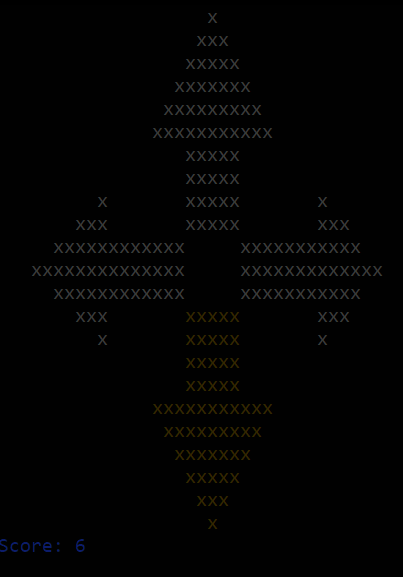 x
xxx
xxxxx
xxxxxxx
xxxxxxxxx
xxxxxxxxxxx
xxxxx
xxxxx
x xxxxx x
xxx xxxxx xxx
xxxxxxxxxxxx xxxxxxxxxxx
xxxxxxxxxxxxxx xxxxxxxxxxxxx
xxxxxxxxxxxx xxxxxxxxxxx
xxx xxxxx xxx
x xxxxx x
xxxxx
xxxxx
xxxxxxxxxxx
xxxxxxxxx
xxxxxxx
xxxxx
xxx
x
Score: 6